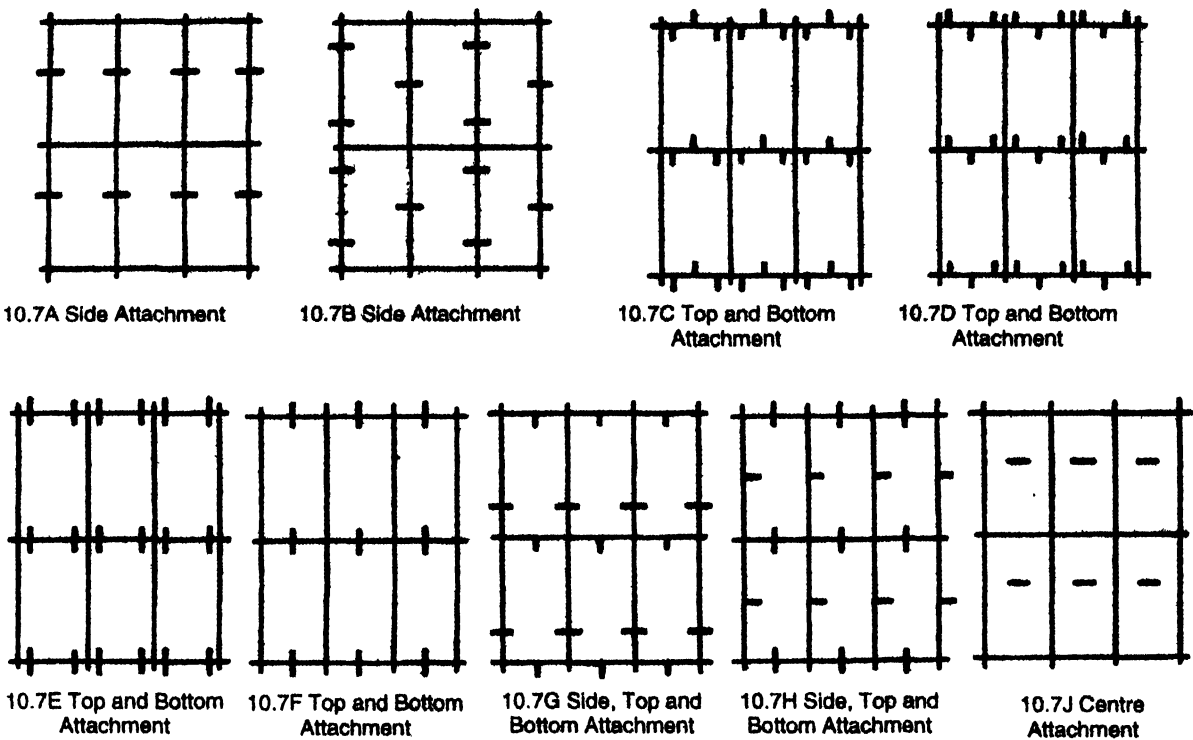 10.7A Side Attachment
10.7B Side Attachment
10.7C Top and Bottom
Attachment
10.7D Top and Bottom
Attachment
10.7E Top and Bottom
Attachment
10.7F Top and Bottom
Attachment
10.7G Side, Top and
Bottom Attachment
10.7H Side, Top and
Bottom Attachment
10.7J Centre
Attachment